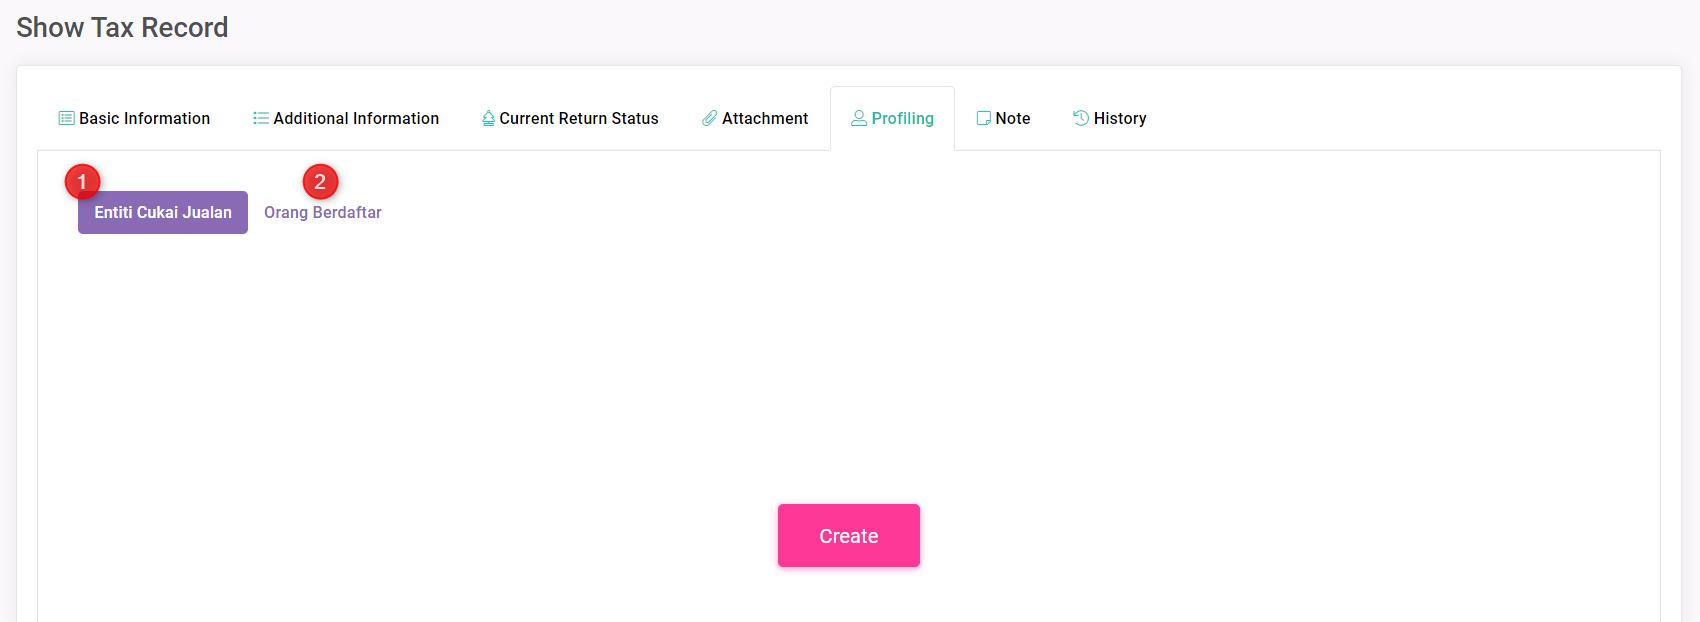 Show Tax Record
Basic Information Additional Information Current Return Status Attachment Profiling Note History
1 2
Entiti Cukai Jualan Orang Berdaftar
Create